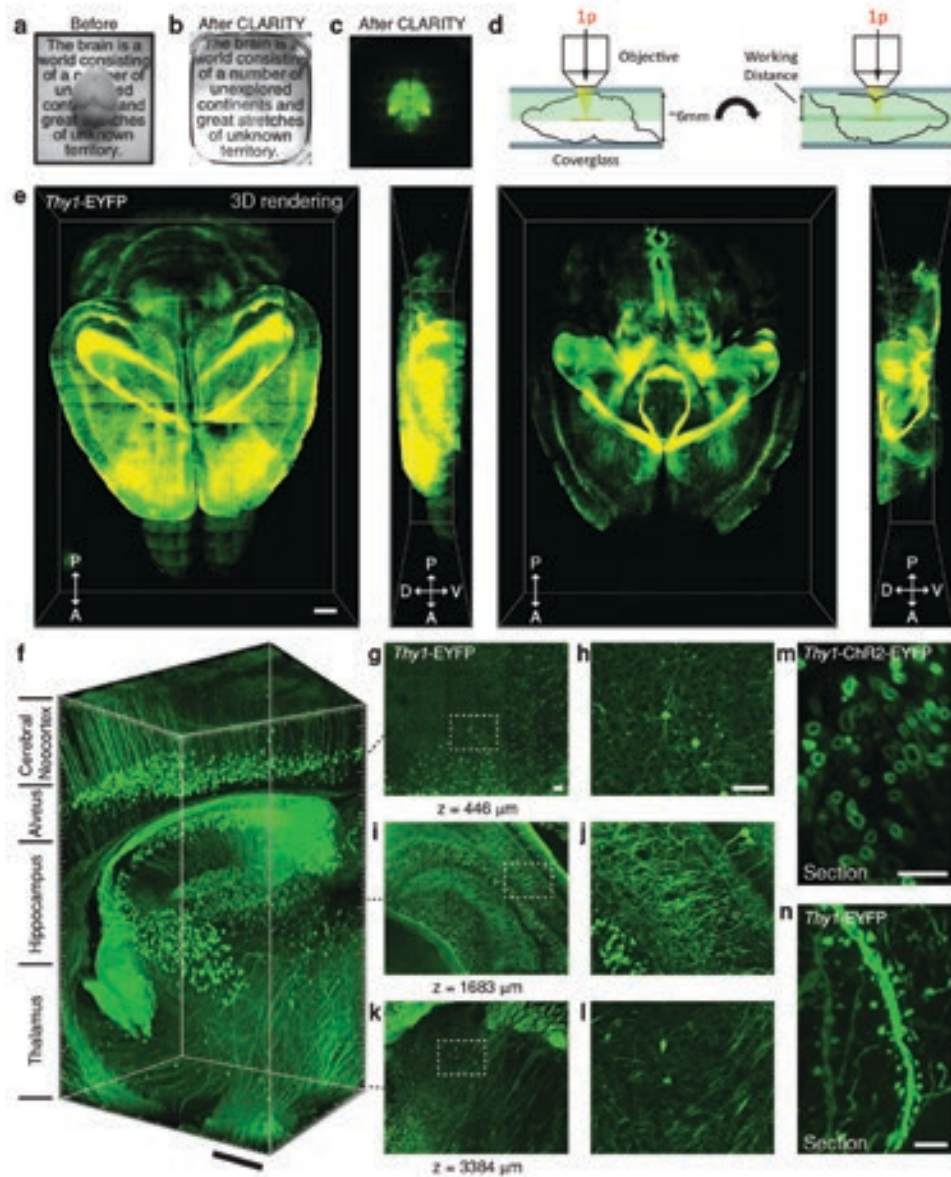 a Before
The brain is a
world consisting
of a number of
continents and
great stretches
of unknown
territory.
b After CLARITY
The brain is a
world consisting
of a number of
unexplored
continents and
great stretches
of unknown
territory.
c After CLARITY
d
1p
Objective
Coverglass
~6mm
1p
Working
Distance
e
Thy1-EYFP 3D rendering
P
A
P
D V
A
P
A
P
D V
A
f
Cerebral
Neocortex
Alveus
Hippocampus
Thalamus
g
Thy1-EYFP
h
z = 446 µm
i
j
z = 1683 µm
k
l
z = 3384 µm
m
Thy1-ChR2-EYFP
Section
n
Thy1-EYFP
Section